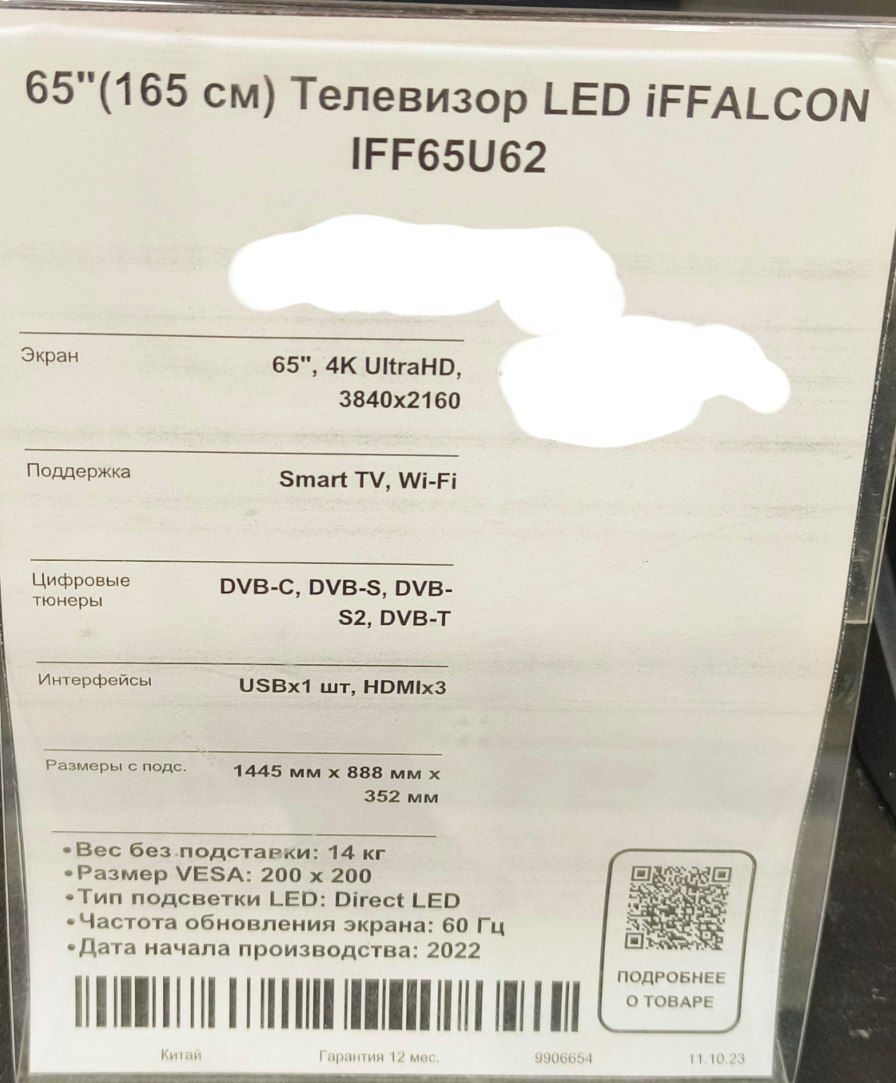 65"(165 см) Телевизор LED iFFALCON
IFF65U62
Экран
65", 4K UltraHD,
3840x2160
Поддержка
Smart TV, Wi-Fi
Цифровые
тюнеры
DVB-C, DVB-S, DVB-
S2, DVB-T
Интерфейсы
USBx1 шт, HDMIx3
Размеры с подс.
1445 мм x 888 мм x
352 мм
•Вес без подставки: 14 кг
•Размер VESA: 200 x 200
•Тип подсветки LED: Direct LED
•Частота обновления экрана: 60 Гц
•Дата начала производства: 2022
ПОДРОБНЕЕ
О ТОВАРЕ
Китай
Гарантия 12 мес.
9906654
11.10.23